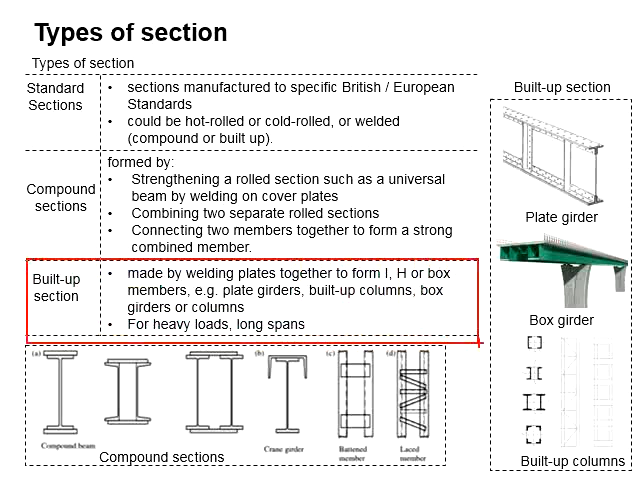 Types of section
Types of section
Standard
Sections
• sections manufactured to specific British / European
Standards
• could be hot-rolled or cold-rolled, or welded
(compound or built up).
Compound
sections
formed by:
• Strengthening a rolled section such as a universal
beam by welding on cover plates
• Combining two separate rolled sections
• Connecting two members together to form a strong
combined member.
Built-up
section
• made by welding plates together to form I, H or box
members, e.g. plate girders, built-up columns, box
girders or columns
• For heavy loads, long spans
(a)
(b)
(c)
(d)
Compound beam
Crane girder
Battened
member
Laced
member
Compound sections
Built-up section
Plate girder
Box girder
Built-up columns